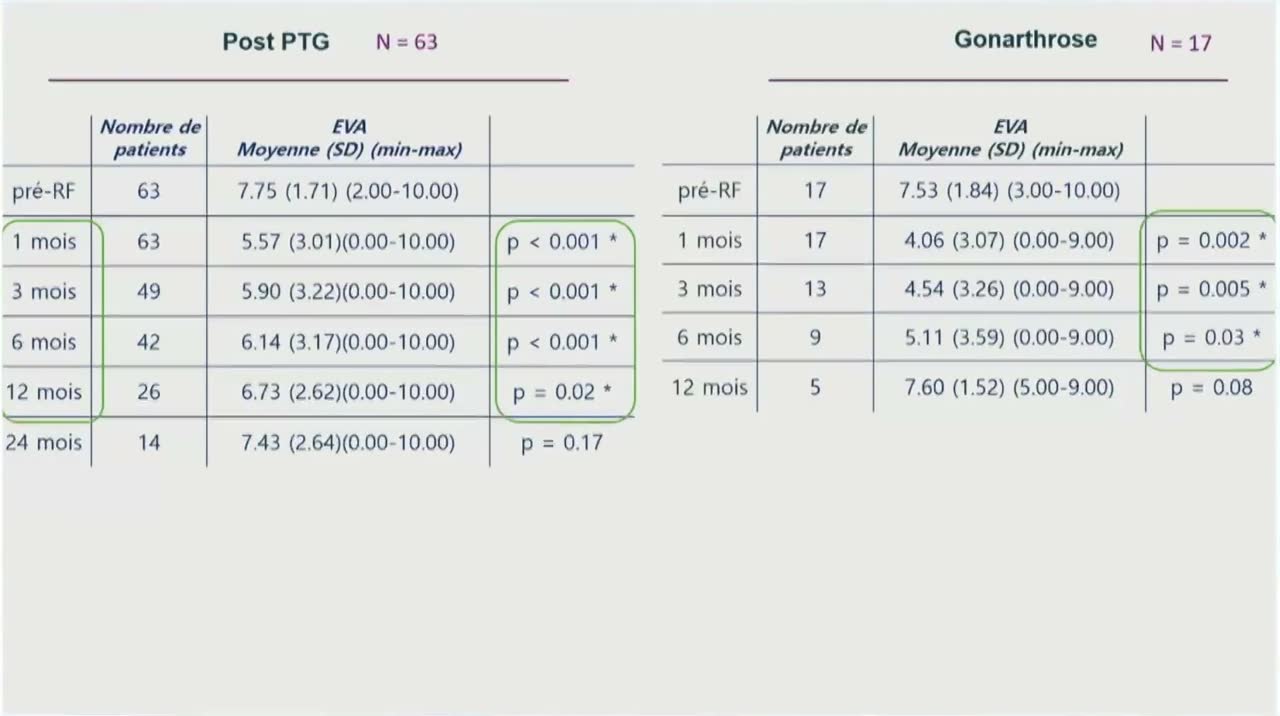 Post PTG N = 63
Nombre de patients EVA Moyenne (SD) (min-max)
pré-RF 63 7.75 (1.71) (2.00-10.00)
1 mois 63 5.57 (3.01)(0.00-10.00) p < 0.001 *
3 mois 49 5.90 (3.22)(0.00-10.00) p < 0.001 *
6 mois 42 6.14 (3.17)(0.00-10.00) p < 0.001 *
12 mois 26 6.73 (2.62)(0.00-10.00) p = 0.02 *
24 mois 14 7.43 (2.64)(0.00-10.00) p = 0.17
Gonarthrose N = 17
Nombre de patients EVA Moyenne (SD) (min-max)
pré-RF 17 7.53 (1.84) (3.00-10.00)
1 mois 17 4.06 (3.07) (0.00-9.00) p = 0.002 *
3 mois 13 4.54 (3.26) (0.00-9.00) p = 0.005 *
6 mois 9 5.11 (3.59) (0.00-9.00) p = 0.03 *
12 mois 5 7.60 (1.52) (5.00-9.00) p = 0.08